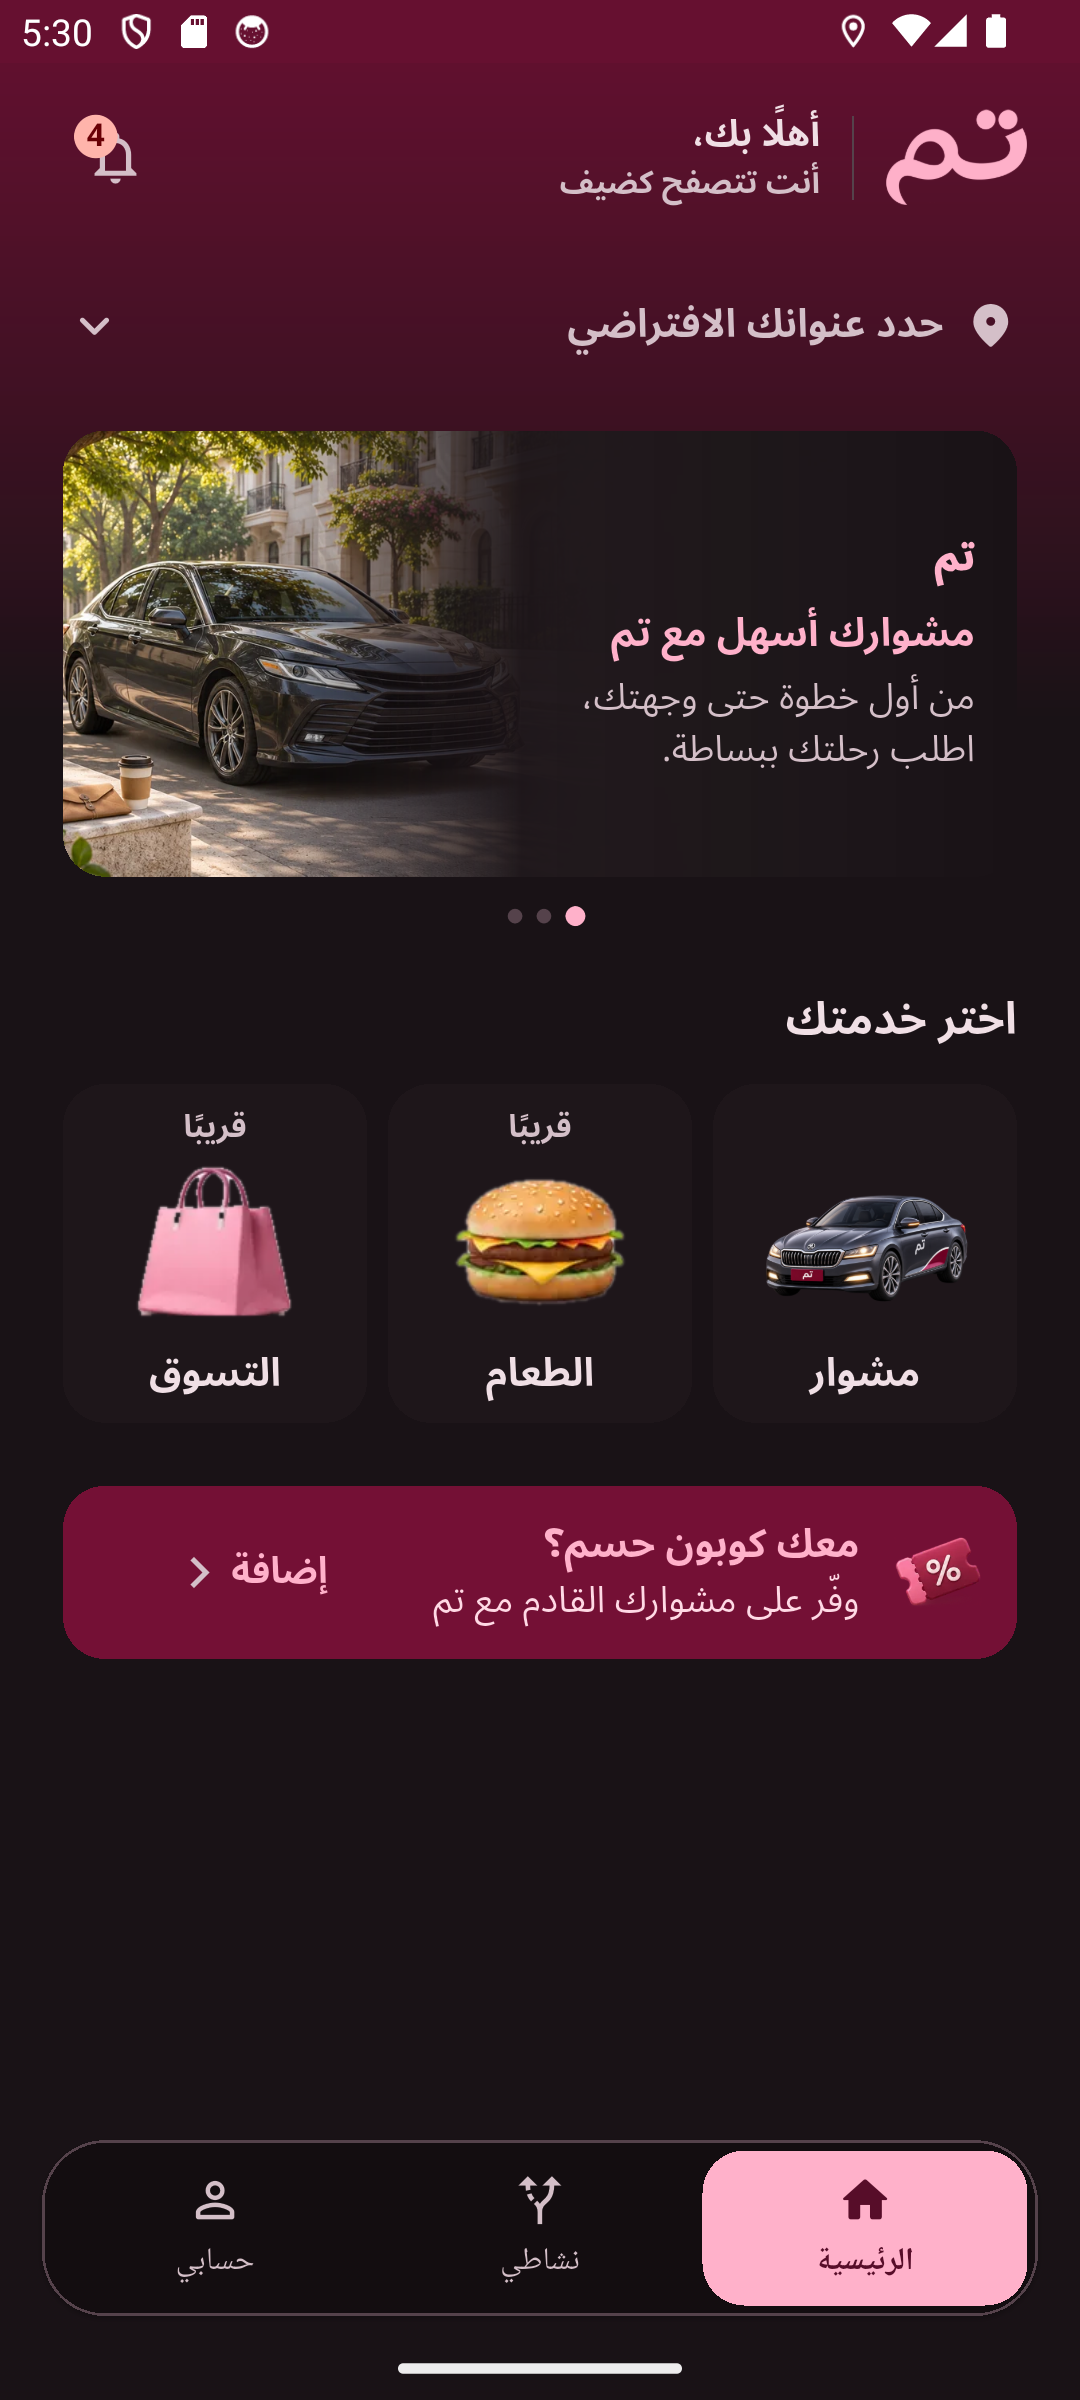 5:30
تم
أهلًا بك،
أنت تتصفح كضيف
4
حدد عنوانك الافتراضي
تم
مشوارك أسهل مع تم
من أول خطوة حتى وجهتك،
اطلب رحلتك ببساطة.
اختر خدمتك
مشوار
قريبًا
الطعام
قريبًا
التسوق
تم
تم
%
معك كوبون حسم؟
وفّر على مشوارك القادم مع تم
إضافة
الرئيسية
نشاطي
حسابي